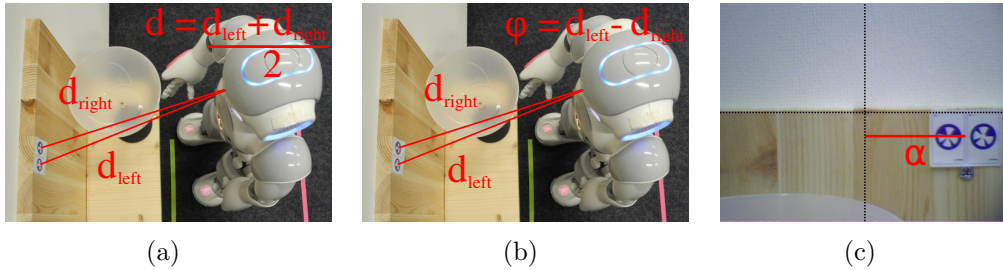 d = d_left + d_right
2
d_right
d_left
φ = d_left - d_right
d_right
d_left
α
(a)
(b)
(c)